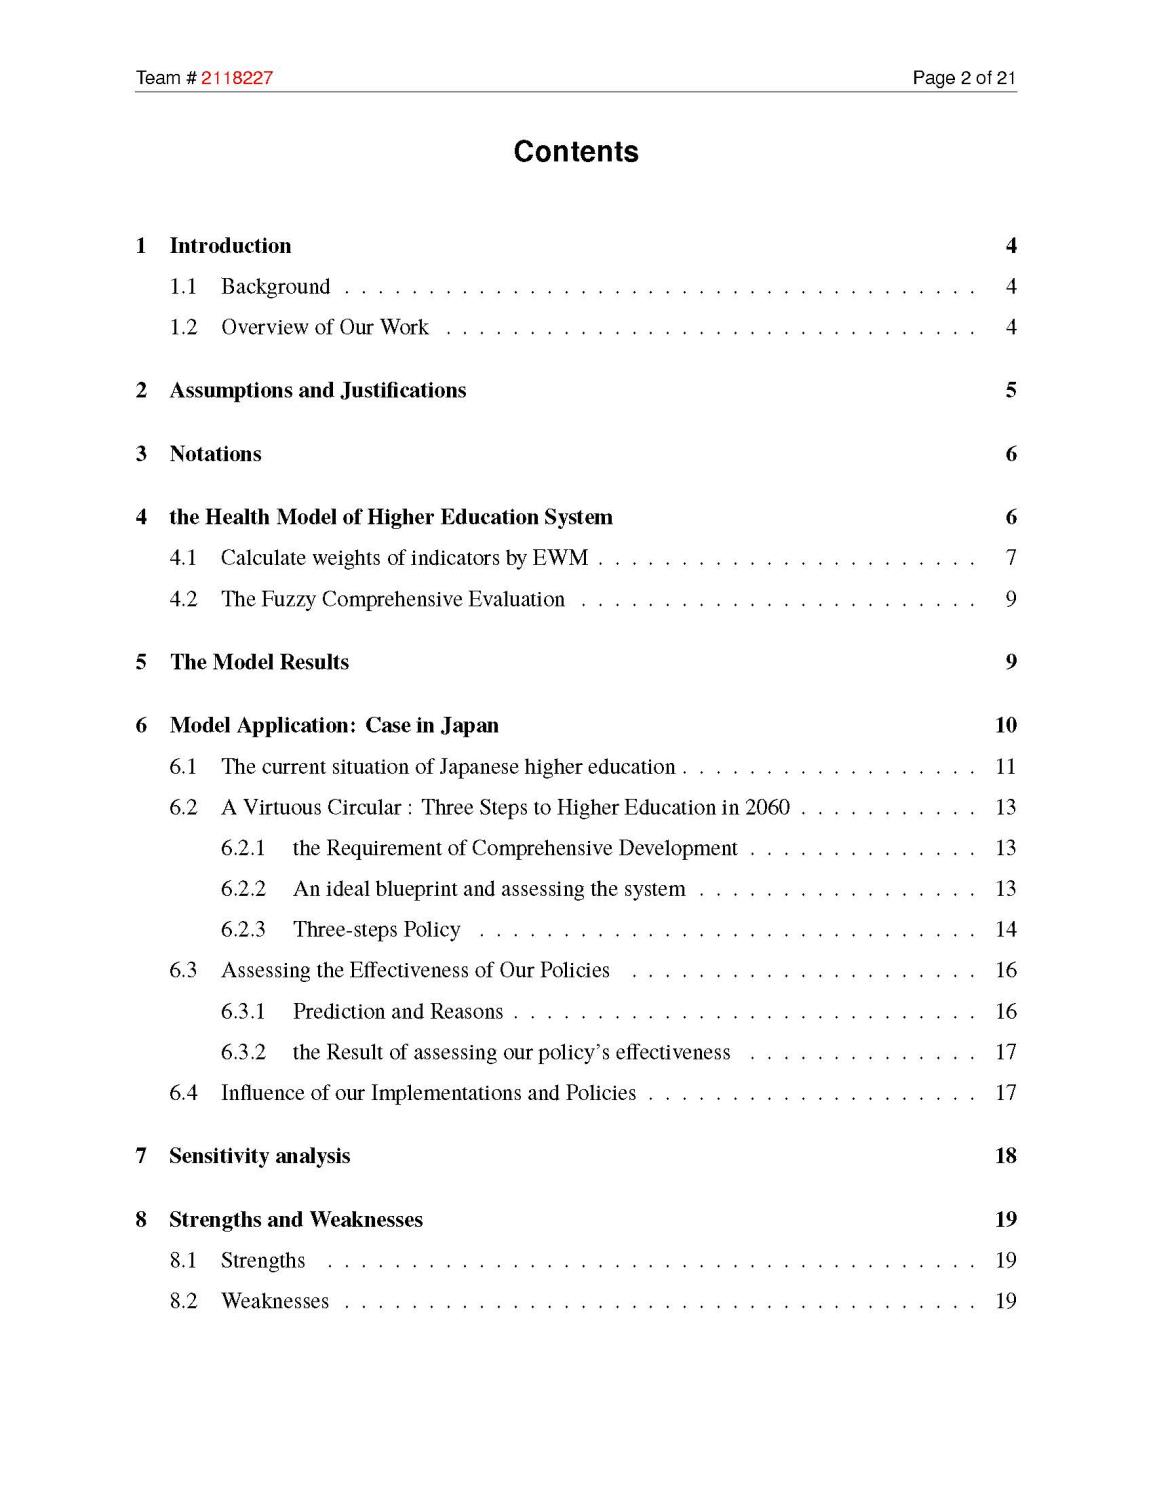 Team # 2118227 Page 2 of 21
Contents
1 Introduction 4
1.1 Background . . . . . . . . . . . . . . . . . . . . . . . . . . . . . . . . . . . . . . 4
1.2 Overview of Our Work . . . . . . . . . . . . . . . . . . . . . . . . . . . . . . . . 4
2 Assumptions and Justifications 5
3 Notations 6
4 the Health Model of Higher Education System 6
4.1 Calculate weights of indicators by EWM . . . . . . . . . . . . . . . . . . . . . . . 7
4.2 The Fuzzy Comprehensive Evaluation . . . . . . . . . . . . . . . . . . . . . . . . 9
5 The Model Results 9
6 Model Application: Case in Japan 10
6.1 The current situation of Japanese higher education . . . . . . . . . . . . . . . . . . 11
6.2 A Virtuous Circular : Three Steps to Higher Education in 2060 . . . . . . . . . . . 13
6.2.1 the Requirement of Comprehensive Development . . . . . . . . . . . . . . 13
6.2.2 An ideal blueprint and assessing the system . . . . . . . . . . . . . . . . . 13
6.2.3 Three-steps Policy . . . . . . . . . . . . . . . . . . . . . . . . . . . . . . 14
6.3 Assessing the Effectiveness of Our Policies . . . . . . . . . . . . . . . . . . . . . 16
6.3.1 Prediction and Reasons . . . . . . . . . . . . . . . . . . . . . . . . . . . . 16
6.3.2 the Result of assessing our policy's effectiveness . . . . . . . . . . . . . . 17
6.4 Influence of our Implementations and Policies . . . . . . . . . . . . . . . . . . . . 17
7 Sensitivity analysis 18
8 Strengths and Weaknesses 19
8.1 Strengths . . . . . . . . . . . . . . . . . . . . . . . . . . . . . . . . . . . . . . . 19
8.2 Weaknesses . . . . . . . . . . . . . . . . . . . . . . . . . . . . . . . . . . . . . . 19